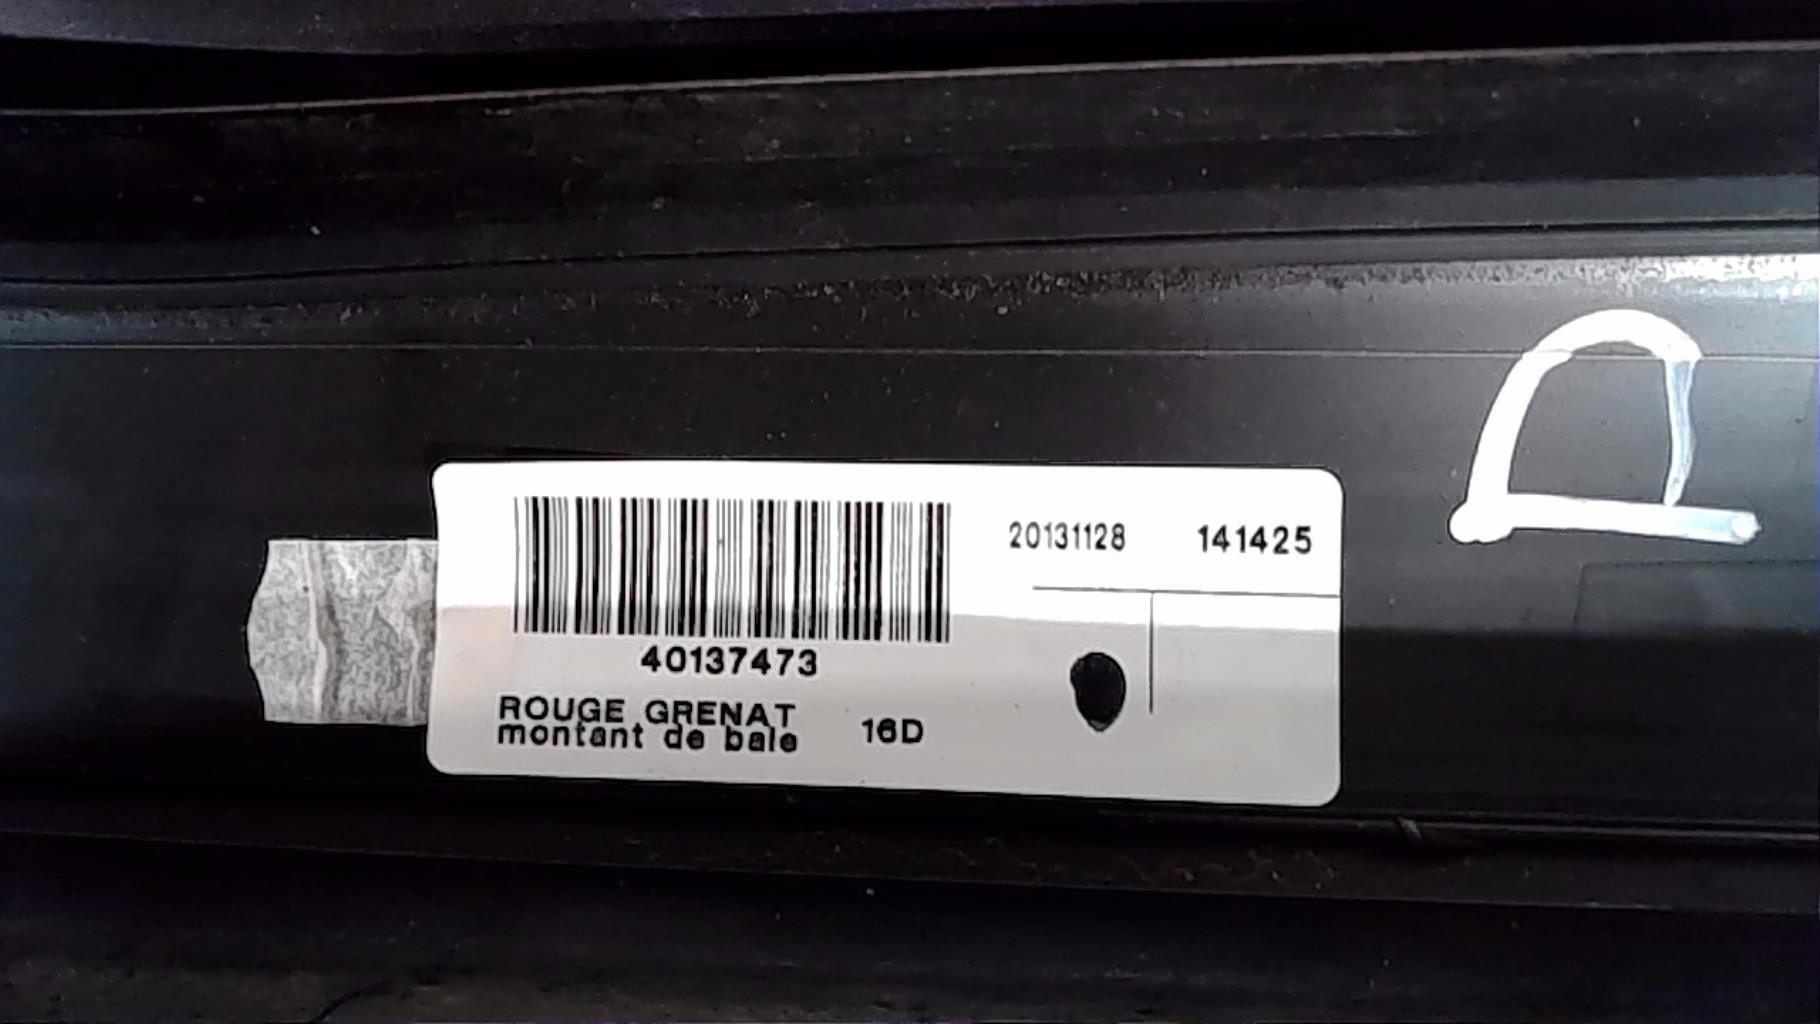 20131128 141425
40137473
ROUGE GRENAT
montant de baie 16D
D